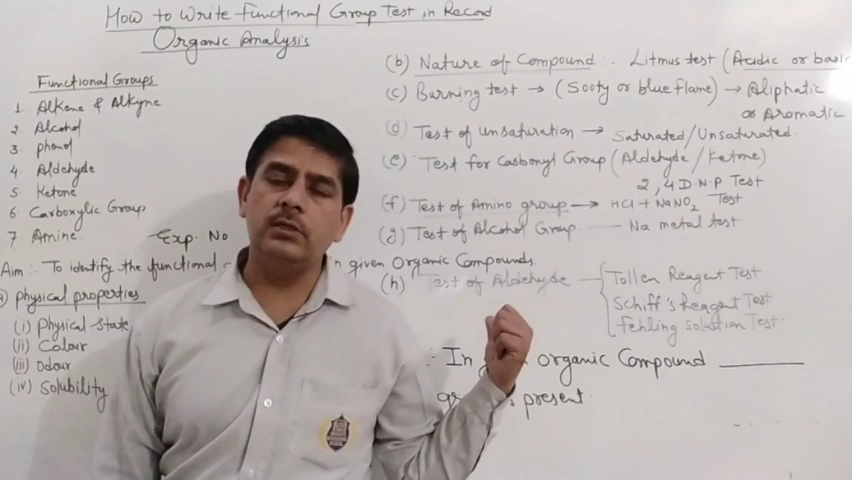 How to Write Functional Group Test in Record
Organic Analysis
Functional Groups
1. Alkene & Alkyne
2. Alcohol
3. phenol
4. Aldehyde
5. Ketone
6. Carboxylic Group
7. Amine
Exp. No
Aim :- To identify the functional in given Organic Compounds.
physical properties
(i) Physical State
(ii) Colour
(iii) Odour
(iv) Solubility
(b) Nature of Compound :- Litmus test (Acidic or basic
(c) Burning test → (Sooty or blue flame) → Aliphatic
or Aromatic
(d) Test of unsaturation → Saturated/Unsaturated.
(e) Test for Carbonyl Group (Aldehyde / Ketone)
2,4 D.N.P Test
(f) Test of Amino group → HCl + NaNO2 Test
(g) Test of Alcohol Group — Na metal test
(h) Test of Aldehyde — Tollen Reagent Test
Schiff's Reagent Test
Fehling solution Test
:- In organic Compound ______
present.